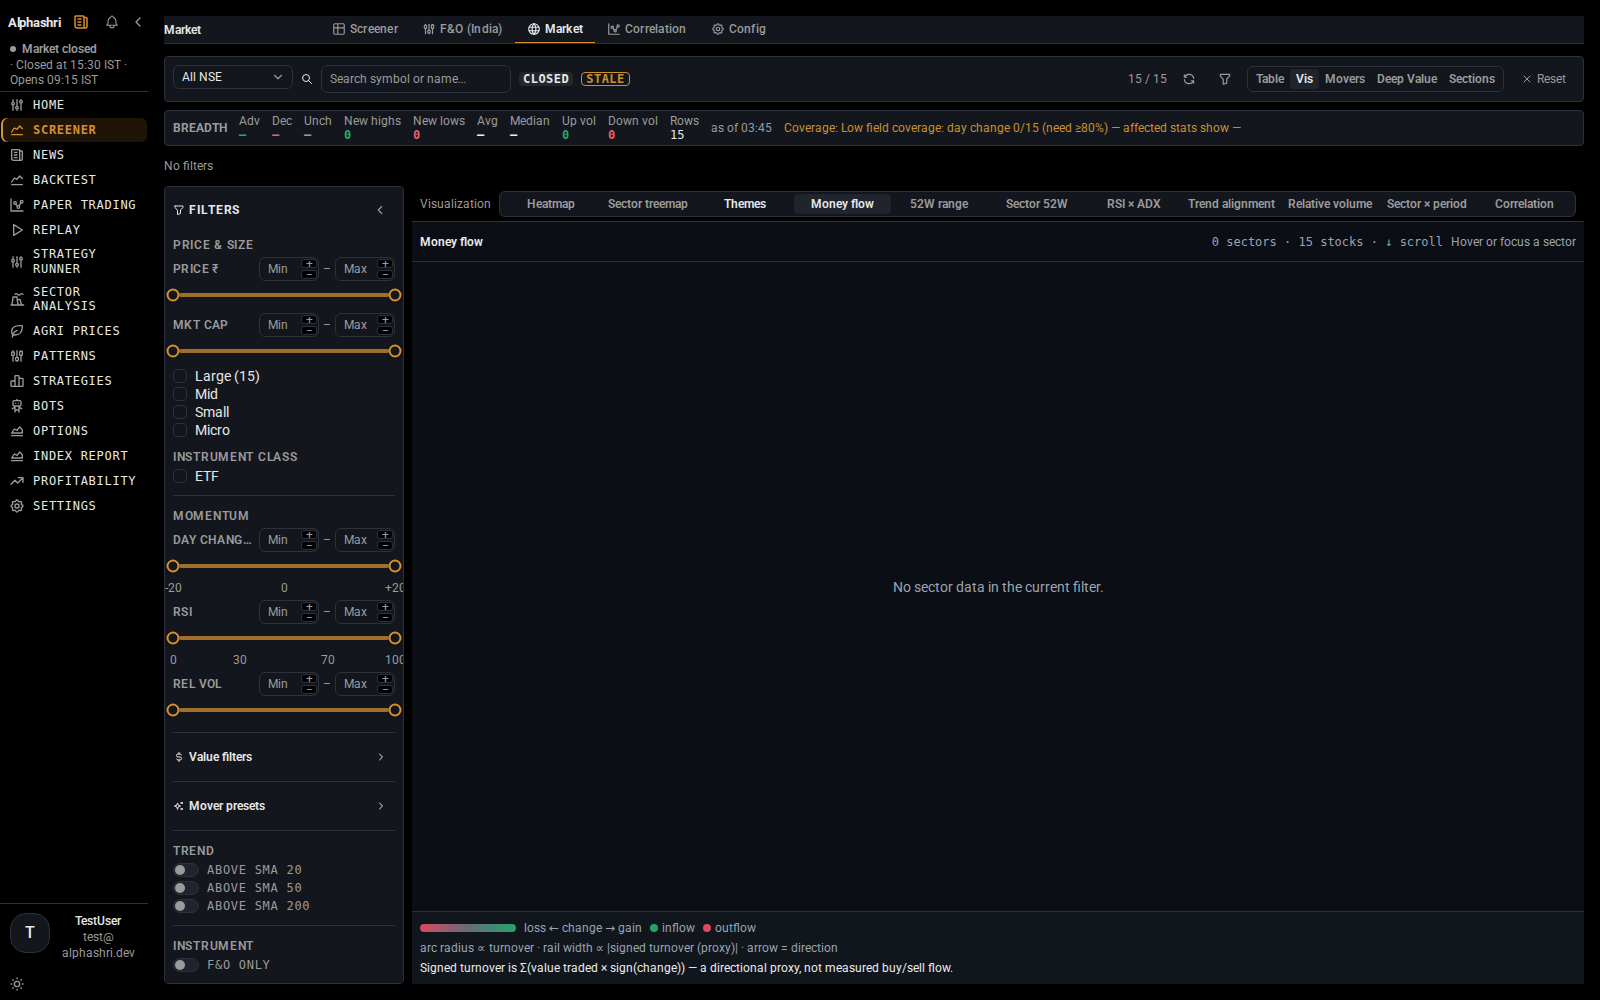 Alphashri
Market closed
· Closed at 15:30 IST ·
Opens 09:15 IST
HOME
SCREENER
NEWS
BACKTEST
PAPER TRADING
REPLAY
STRATEGY
RUNNER
SECTOR
ANALYSIS
AGRI PRICES
PATTERNS
STRATEGIES
BOTS
OPTIONS
INDEX REPORT
PROFITABILITY
SETTINGS
T
TestUser
test@
alphashri.dev
Market
Screener F&O (India) Market Correlation Config
All NSE Search symbol or name... CLOSED STALE 15 / 15 Table Vis Movers Deep Value Sections Reset
BREADTH
Adv Dec Unch New highs New lows Avg Median Up vol Down vol Rows
— — — 0 0 — — 0 0 15
as of 03:45 Coverage: Low field coverage: day change 0/15 (need ≥80%) — affected stats show —
No filters
FILTERS
PRICE & SIZE
PRICE ₹ Min + − – Max + −
MKT CAP Min + − – Max + −
Large (15)
Mid
Small
Micro
INSTRUMENT CLASS
ETF
MOMENTUM
DAY CHANG... Min + − – Max + −
-20 0 +20
RSI Min + − – Max + −
0 30 70 100
REL VOL Min + − – Max + −
$ Value filters
Mover presets
TREND
ABOVE SMA 20
ABOVE SMA 50
ABOVE SMA 200
INSTRUMENT
F&O ONLY
Visualization Heatmap Sector treemap Themes Money flow 52W range Sector 52W RSI × ADX Trend alignment Relative volume Sector × period Correlation
Money flow 0 sectors · 15 stocks · ↓ scroll Hover or focus a sector
No sector data in the current filter.
loss ← change → gain inflow outflow
arc radius ∝ turnover · rail width ∝ |signed turnover (proxy)| · arrow = direction
Signed turnover is Σ(value traded × sign(change)) — a directional proxy, not measured buy/sell flow.